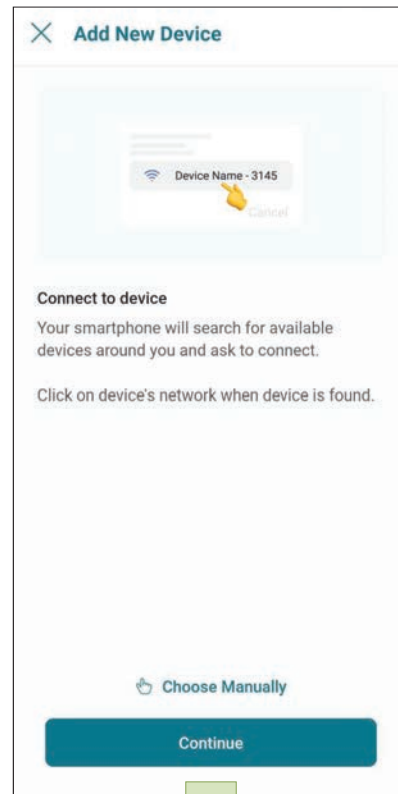 Add New Device
Device Name - 3145
Cancel
Connect to device
Your smartphone will search for available
devices around you and ask to connect.
Click on device's network when device is found.
Choose Manually
Continue